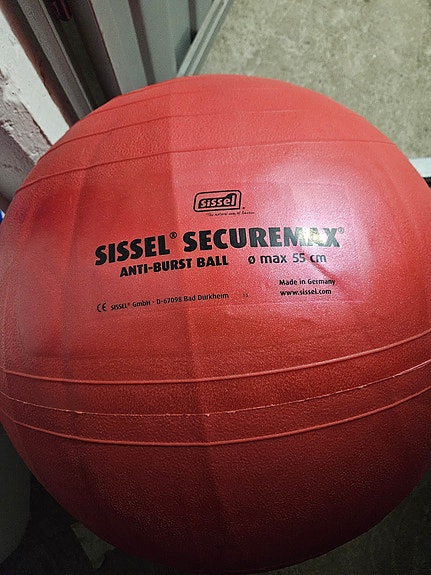 sissel®
SISSEL® SECUREMAX®
ANTI-BURST BALL ø max 55 cm
Made in Germany
CE SISSEL® GmbH · D-67098 Bad Dürkheim
www.sissel.com